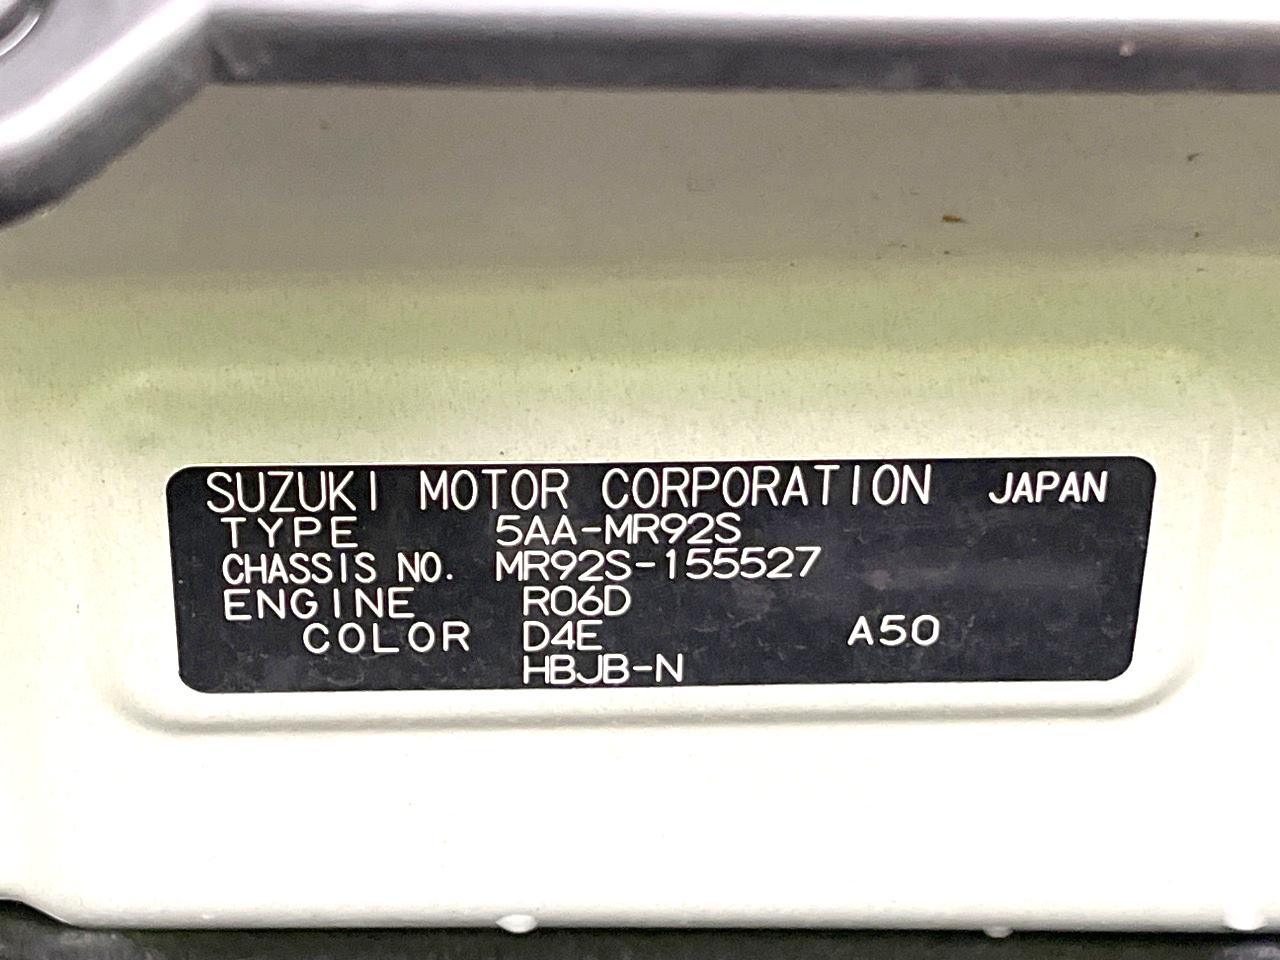 SUZUKI MOTOR CORPORATION JAPAN
TYPE 5AA-MR92S
CHASSIS NO. MR92S-155527
ENGINE R06D
COLOR D4E A50
HBJB-N